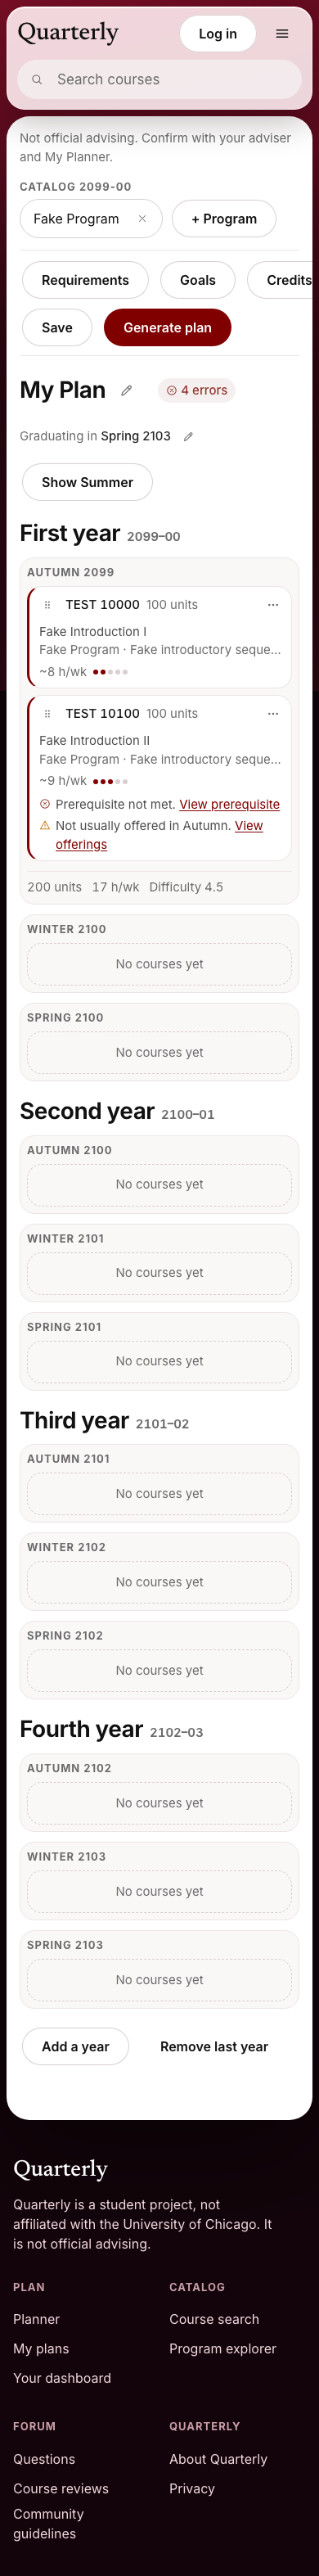 Quarterly
Log in
Search courses
Not official advising. Confirm with your adviser
and My Planner.
CATALOG 2099-00
Fake Program
+ Program
Requirements
Goals
Credits
Save
Generate plan
My Plan
4 errors
Graduating in Spring 2103
Show Summer
First year 2099–00
AUTUMN 2099
TEST 10000 100 units
Fake Introduction I
Fake Program · Fake introductory seque...
~8 h/wk
TEST 10100 100 units
Fake Introduction II
Fake Program · Fake introductory seque...
~9 h/wk
Prerequisite not met. View prerequisite
Not usually offered in Autumn. View
offerings
200 units 17 h/wk Difficulty 4.5
WINTER 2100
No courses yet
SPRING 2100
No courses yet
Second year 2100–01
AUTUMN 2100
No courses yet
WINTER 2101
No courses yet
SPRING 2101
No courses yet
Third year 2101–02
AUTUMN 2101
No courses yet
WINTER 2102
No courses yet
SPRING 2102
No courses yet
Fourth year 2102–03
AUTUMN 2102
No courses yet
WINTER 2103
No courses yet
SPRING 2103
No courses yet
Add a year
Remove last year
Quarterly
Quarterly is a student project, not
affiliated with the University of Chicago. It
is not official advising.
PLAN
Planner
My plans
Your dashboard
CATALOG
Course search
Program explorer
FORUM
Questions
Course reviews
Community
guidelines
QUARTERLY
About Quarterly
Privacy